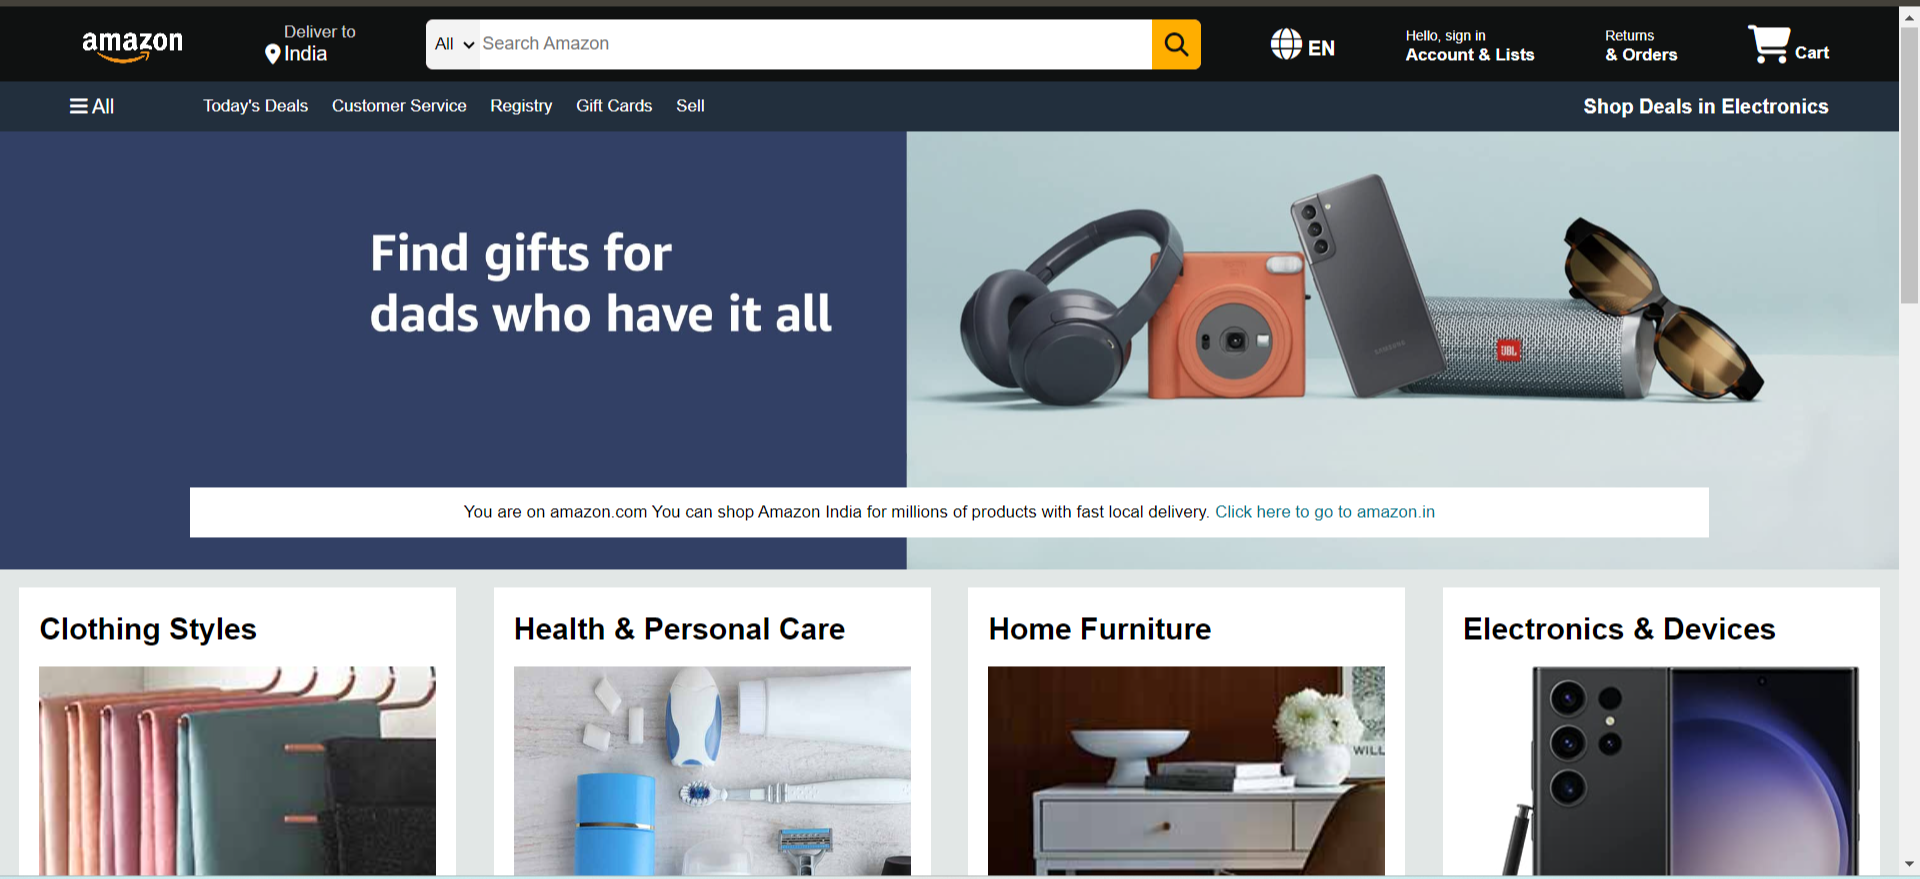 amazon
Deliver to
India
All
Search Amazon
EN
Hello, sign in
Account & Lists
Returns
& Orders
Cart
All
Today's Deals
Customer Service
Registry
Gift Cards
Sell
Shop Deals in Electronics
Find gifts for
dads who have it all
SAMSUNG
JBL
You are on amazon.com You can shop Amazon India for millions of products with fast local delivery. Click here to go to amazon.in
Clothing Styles
Health & Personal Care
Home Furniture
Electronics & Devices
WILL